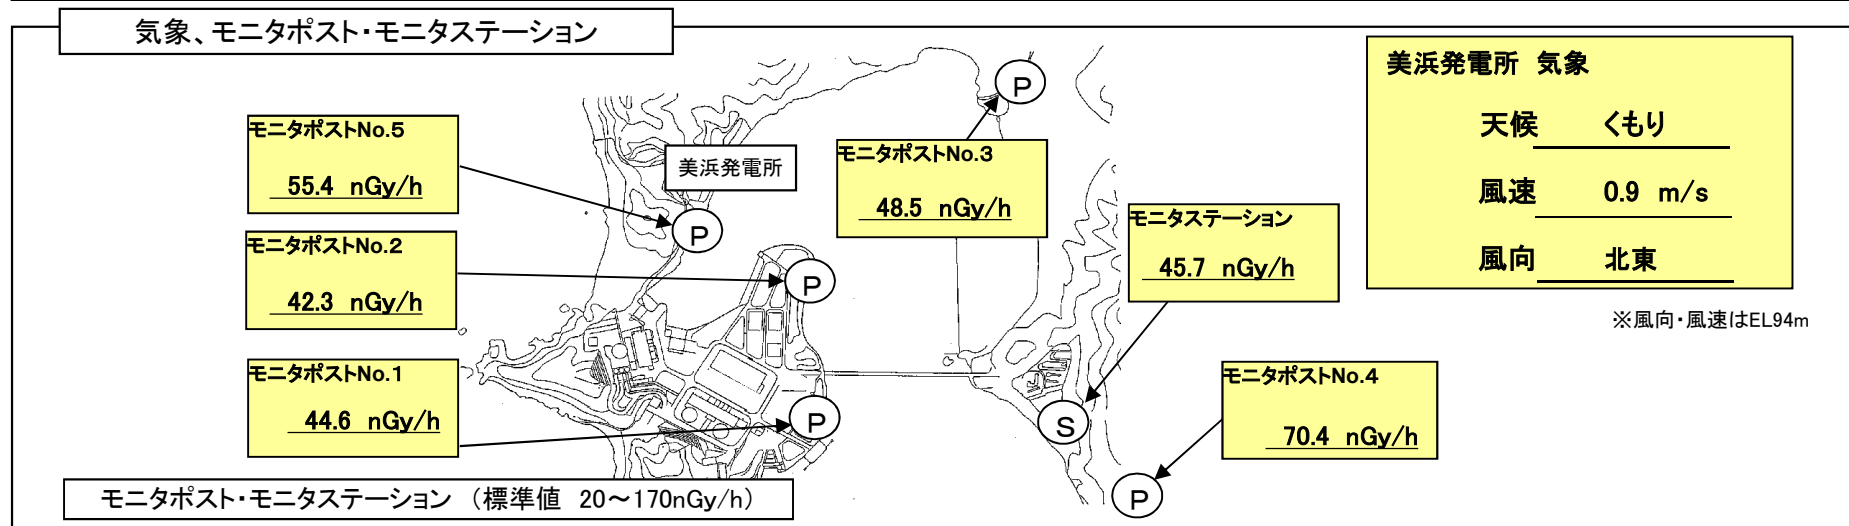 気象、モニタポスト・モニタステーション
美浜発電所 気象
天候 くもり
風速 0.9 m/s
風向 北東
※風向・風速はEL94m
P
モニタポストNo.5
55.4 nGy/h
美浜発電所
モニタポストNo.3
48.5 nGy/h
P
モニタステーション
45.7 nGy/h
モニタポストNo.2
42.3 nGy/h
P
モニタポストNo.1
44.6 nGy/h
P
S
モニタポストNo.4
70.4 nGy/h
P
モニタポスト・モニタステーション (標準値 20～170nGy/h)